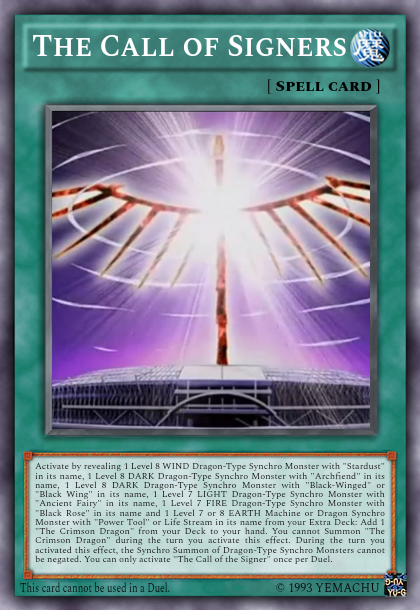 THE CALL OF SIGNERS
[ SPELL CARD ]
Activate by revealing 1 Level 8 WIND Dragon-Type Synchro Monster with "Stardust"
in its name, 1 Level 8 DARK Dragon-Type Synchro Monster with "Archfiend" in its
name, 1 Level 8 DARK Dragon-Type Synchro Monster with "Black-Winged" or
"Black Wing" in its name, 1 Level 7 LIGHT Dragon-Type Synchro Monster with
"Ancient Fairy" in its name, 1 Level 7 FIRE Dragon-Type Synchro Monster with
"Black Rose" in its name and 1 Level 7 or 8 EARTH Machine or Dragon Synchro
Monster with "Power Tool" or Life Stream in its name from your Extra Deck: Add 1
"The Crimson Dragon" from your Deck to your hand. You cannot Summon "The
Crimson Dragon" during the turn you activate this effect. During the turn you
activated this effect, the Synchro Summon of Dragon-Type Synchro Monsters cannot
be negated. You can only activate "The Call of the Signer" once per Duel.
This card cannot be used in a Duel.
© 1993 YEMACHU